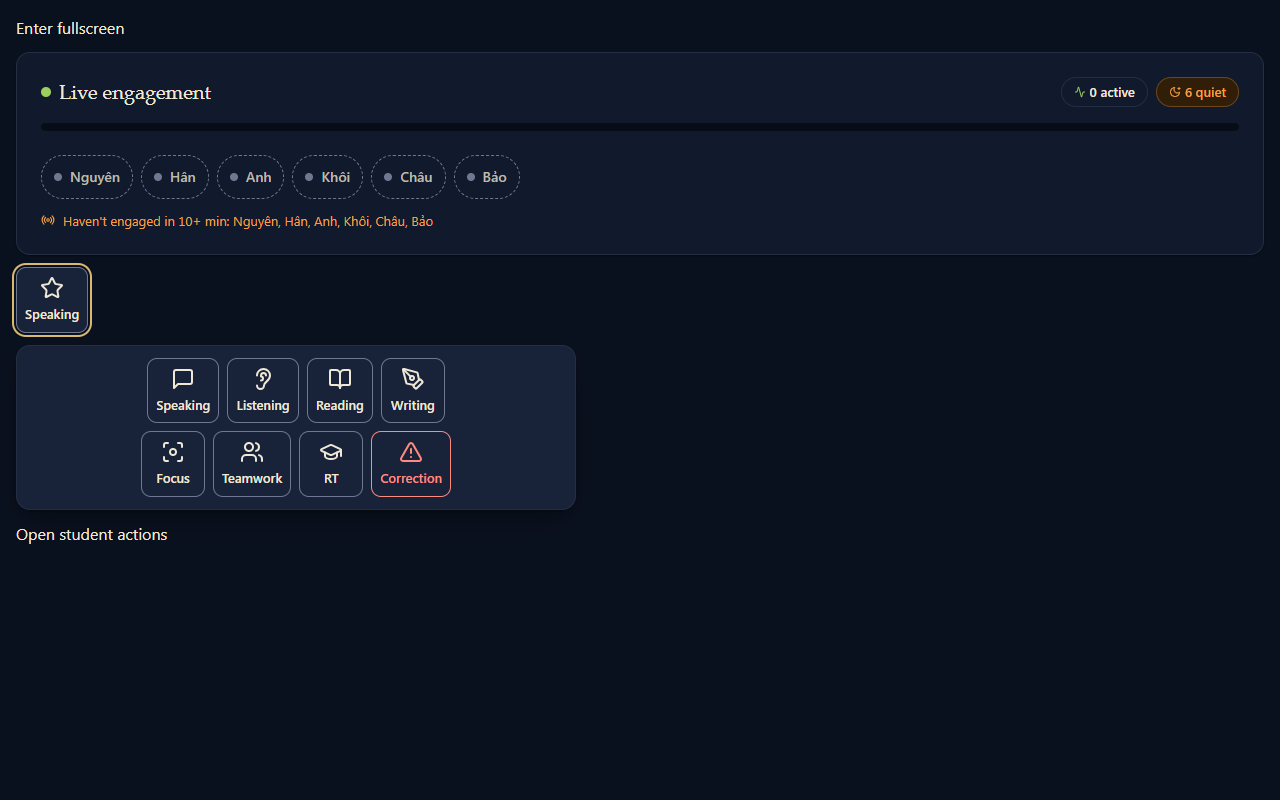 Enter fullscreen
Live engagement
0 active
6 quiet
Nguyên
Hân
Anh
Khôi
Châu
Bảo
Haven't engaged in 10+ min: Nguyên, Hân, Anh, Khôi, Châu, Bảo
Speaking
Speaking
Listening
Reading
Writing
Focus
Teamwork
RT
Correction
Open student actions